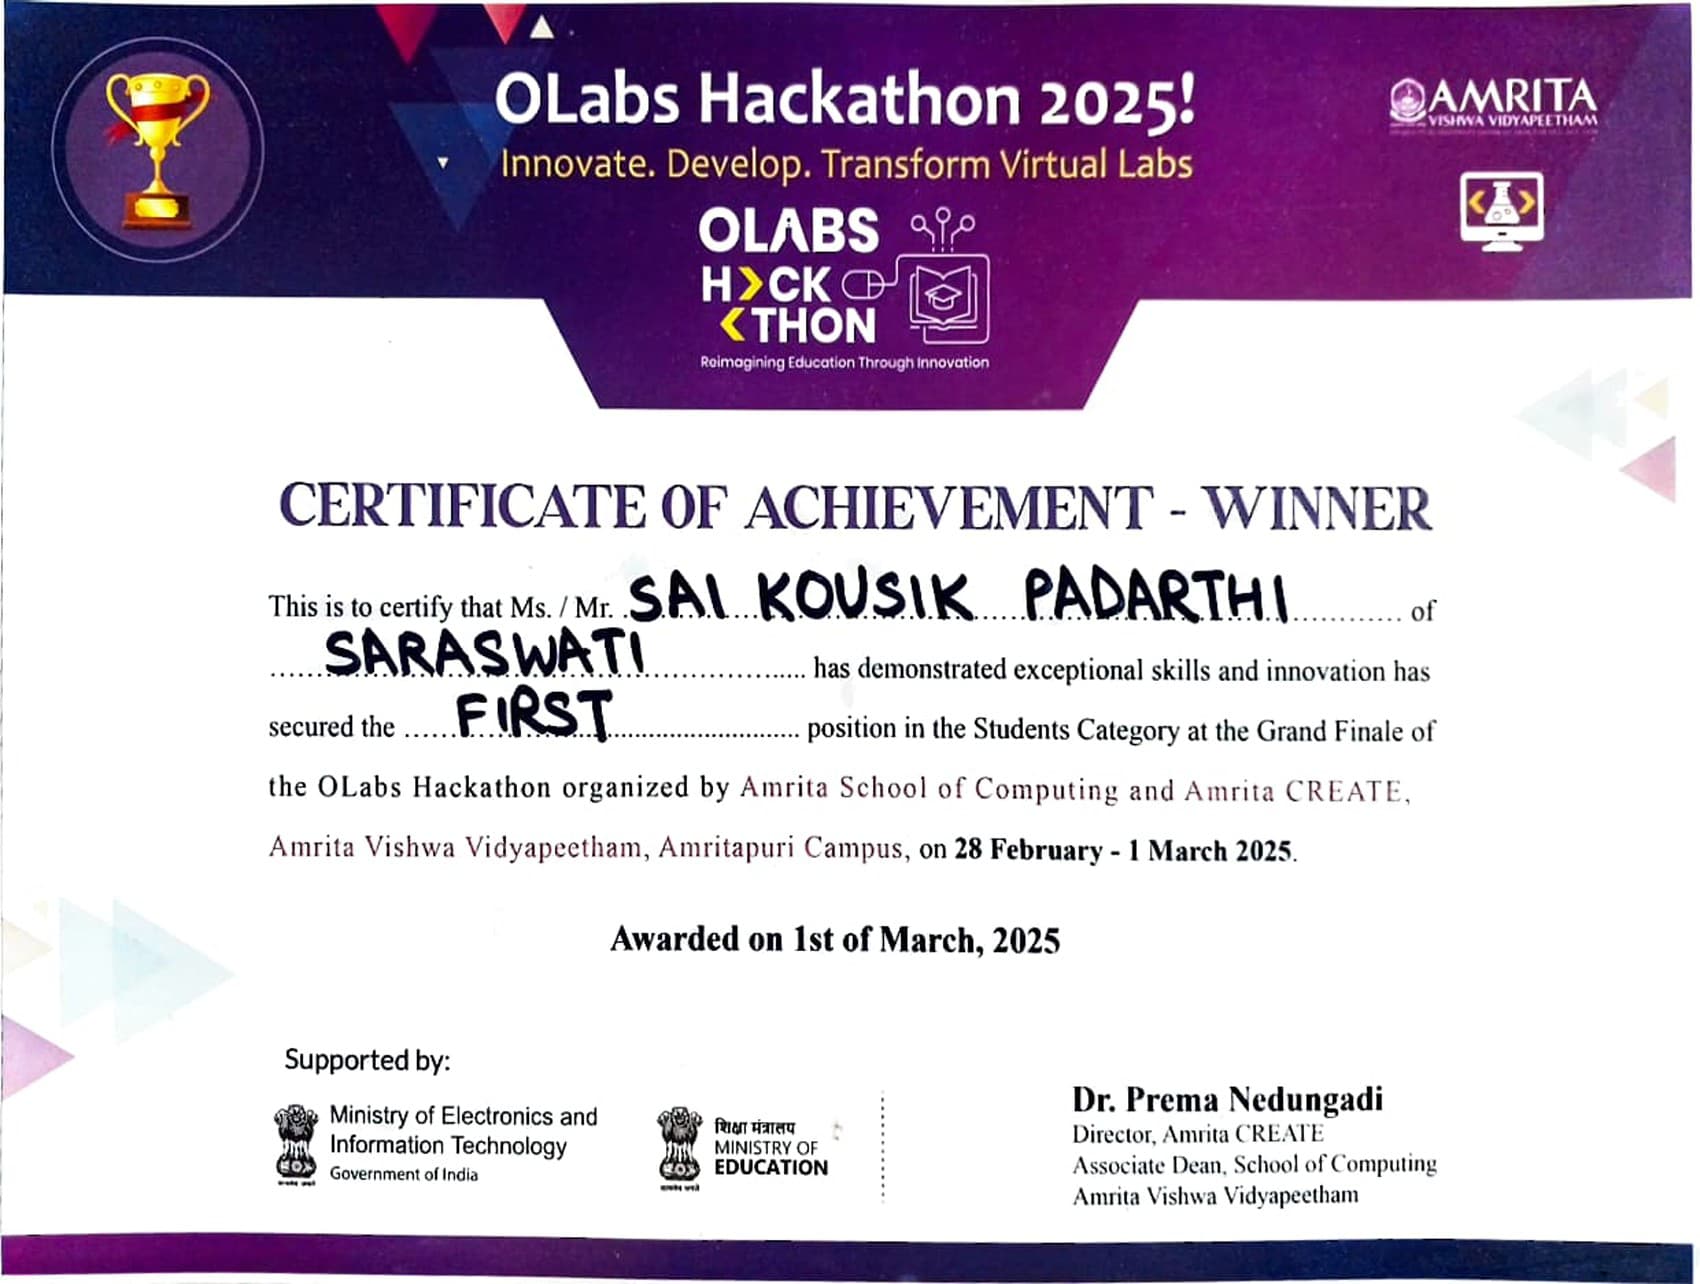 OLabs Hackathon 2025!
AMRITA
VISHWA VIDYAPEETHAM
Innovate. Develop. Transform Virtual Labs
OLABS
H>CK
<THON
Reimagining Education Through Innovation
CERTIFICATE OF ACHIEVEMENT - WINNER
This is to certify that Ms. / Mr. SAI KOUSIK PADARTHI of
SARASWATI has demonstrated exceptional skills and innovation has
secured the FIRST position in the Students Category at the Grand Finale of
the OLabs Hackathon organized by Amrita School of Computing and Amrita CREATE,
Amrita Vishwa Vidyapeetham, Amritapuri Campus, on 28 February - 1 March 2025.
Awarded on 1st of March, 2025
Supported by:
Ministry of Electronics and
Information Technology
Government of India
शिक्षा मंत्रालय
MINISTRY OF
EDUCATION
Dr. Prema Nedungadi
Director, Amrita CREATE
Associate Dean, School of Computing
Amrita Vishwa Vidyapeetham